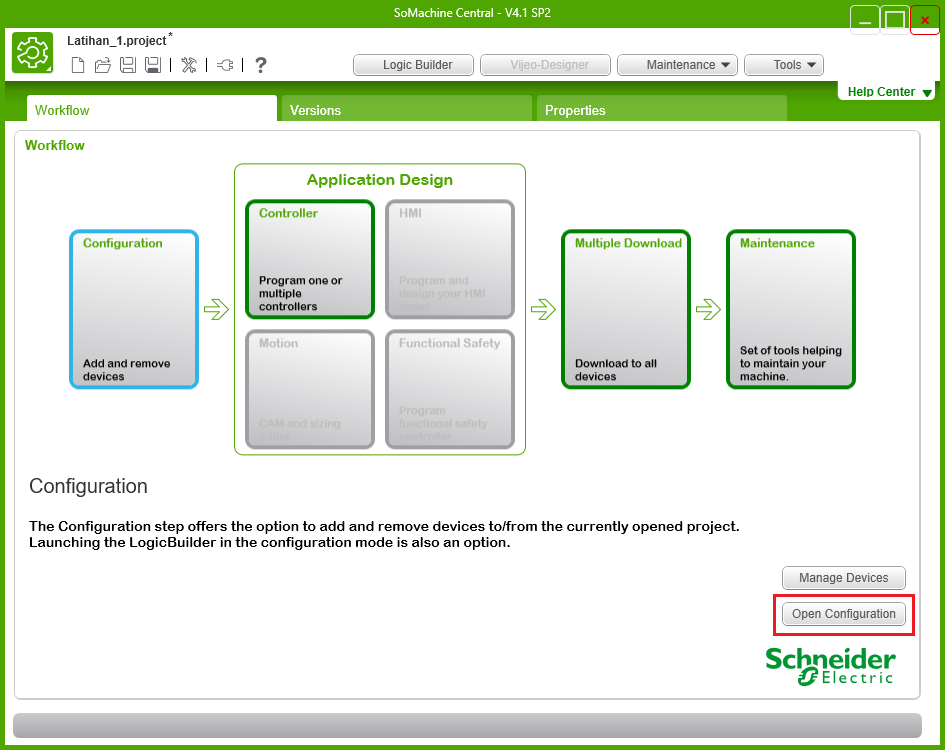 SoMachine Central - V4.1 SP2
Latihan_1.project*
?
Logic Builder
Vijeo-Designer
Maintenance
Tools
Help Center
Workflow
Versions
Properties
Workflow
Application Design
Configuration
Add and remove
devices
Controller
Program one or
multiple
controllers
HMI
Program and
design your HMI
panel.
Motion
CAM and sizing
editor
Functional Safety
Program
functional safety
controller
Multiple Download
Download to all
devices
Maintenance
Set of tools helping
to maintain your
machine.
Configuration
The Configuration step offers the option to add and remove devices to/from the currently opened project.
Launching the LogicBuilder in the configuration mode is also an option.
Manage Devices
Open Configuration
Schneider
Electric